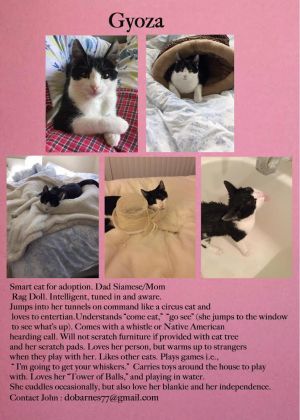 Gyoza
Smart cat for adoption. Dad Siamese/Mom
Rag Doll. Intelligent, tuned in and aware.
Jumps into her tunnels on command like a circus cat and
loves to entertian.Understands "come eat," "go see" (she jumps to the window
to see what's up). Comes with a whistle or Native American
hearding call. Will not scratch furniture if provided with cat tree
and her scratch pads. Loves her person, but warms up to strangers
when they play with her. Likes other cats. Plays games i.e.,
"I'm going to get your whiskers." Carries toys around the house to play
with. Loves her "Tower of Balls," and playing in water.
She cuddles occasionally, but also love her blankie and her independence.
Contact John : dobarnes77@gmail.com